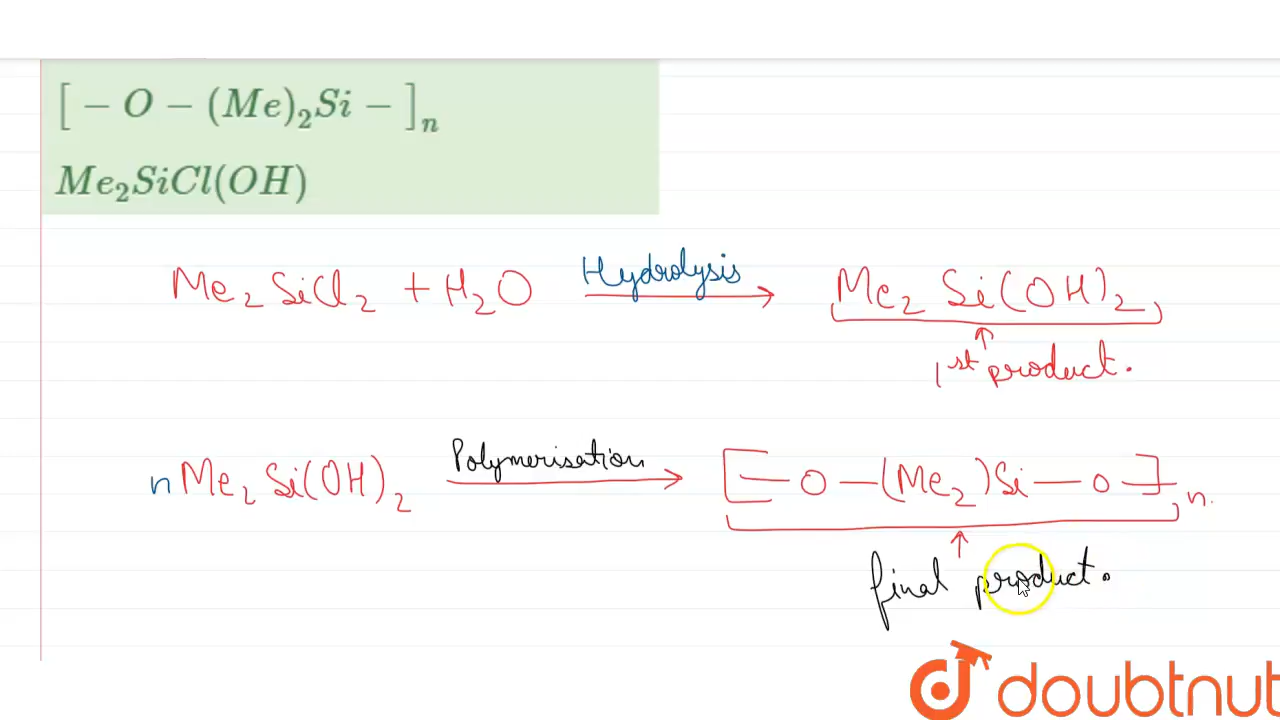 [ − O − (Me)₂Si − ]ₙ
Me₂SiCl(OH)
Me₂SiCl₂ + H₂O Hydrolysis → Me₂Si(OH)₂
↑
1st product.
nMe₂Si(OH)₂ Polymerisation → [ — O — (Me₂)Si — O ]ₙ.
↑
final product.
doubtnut